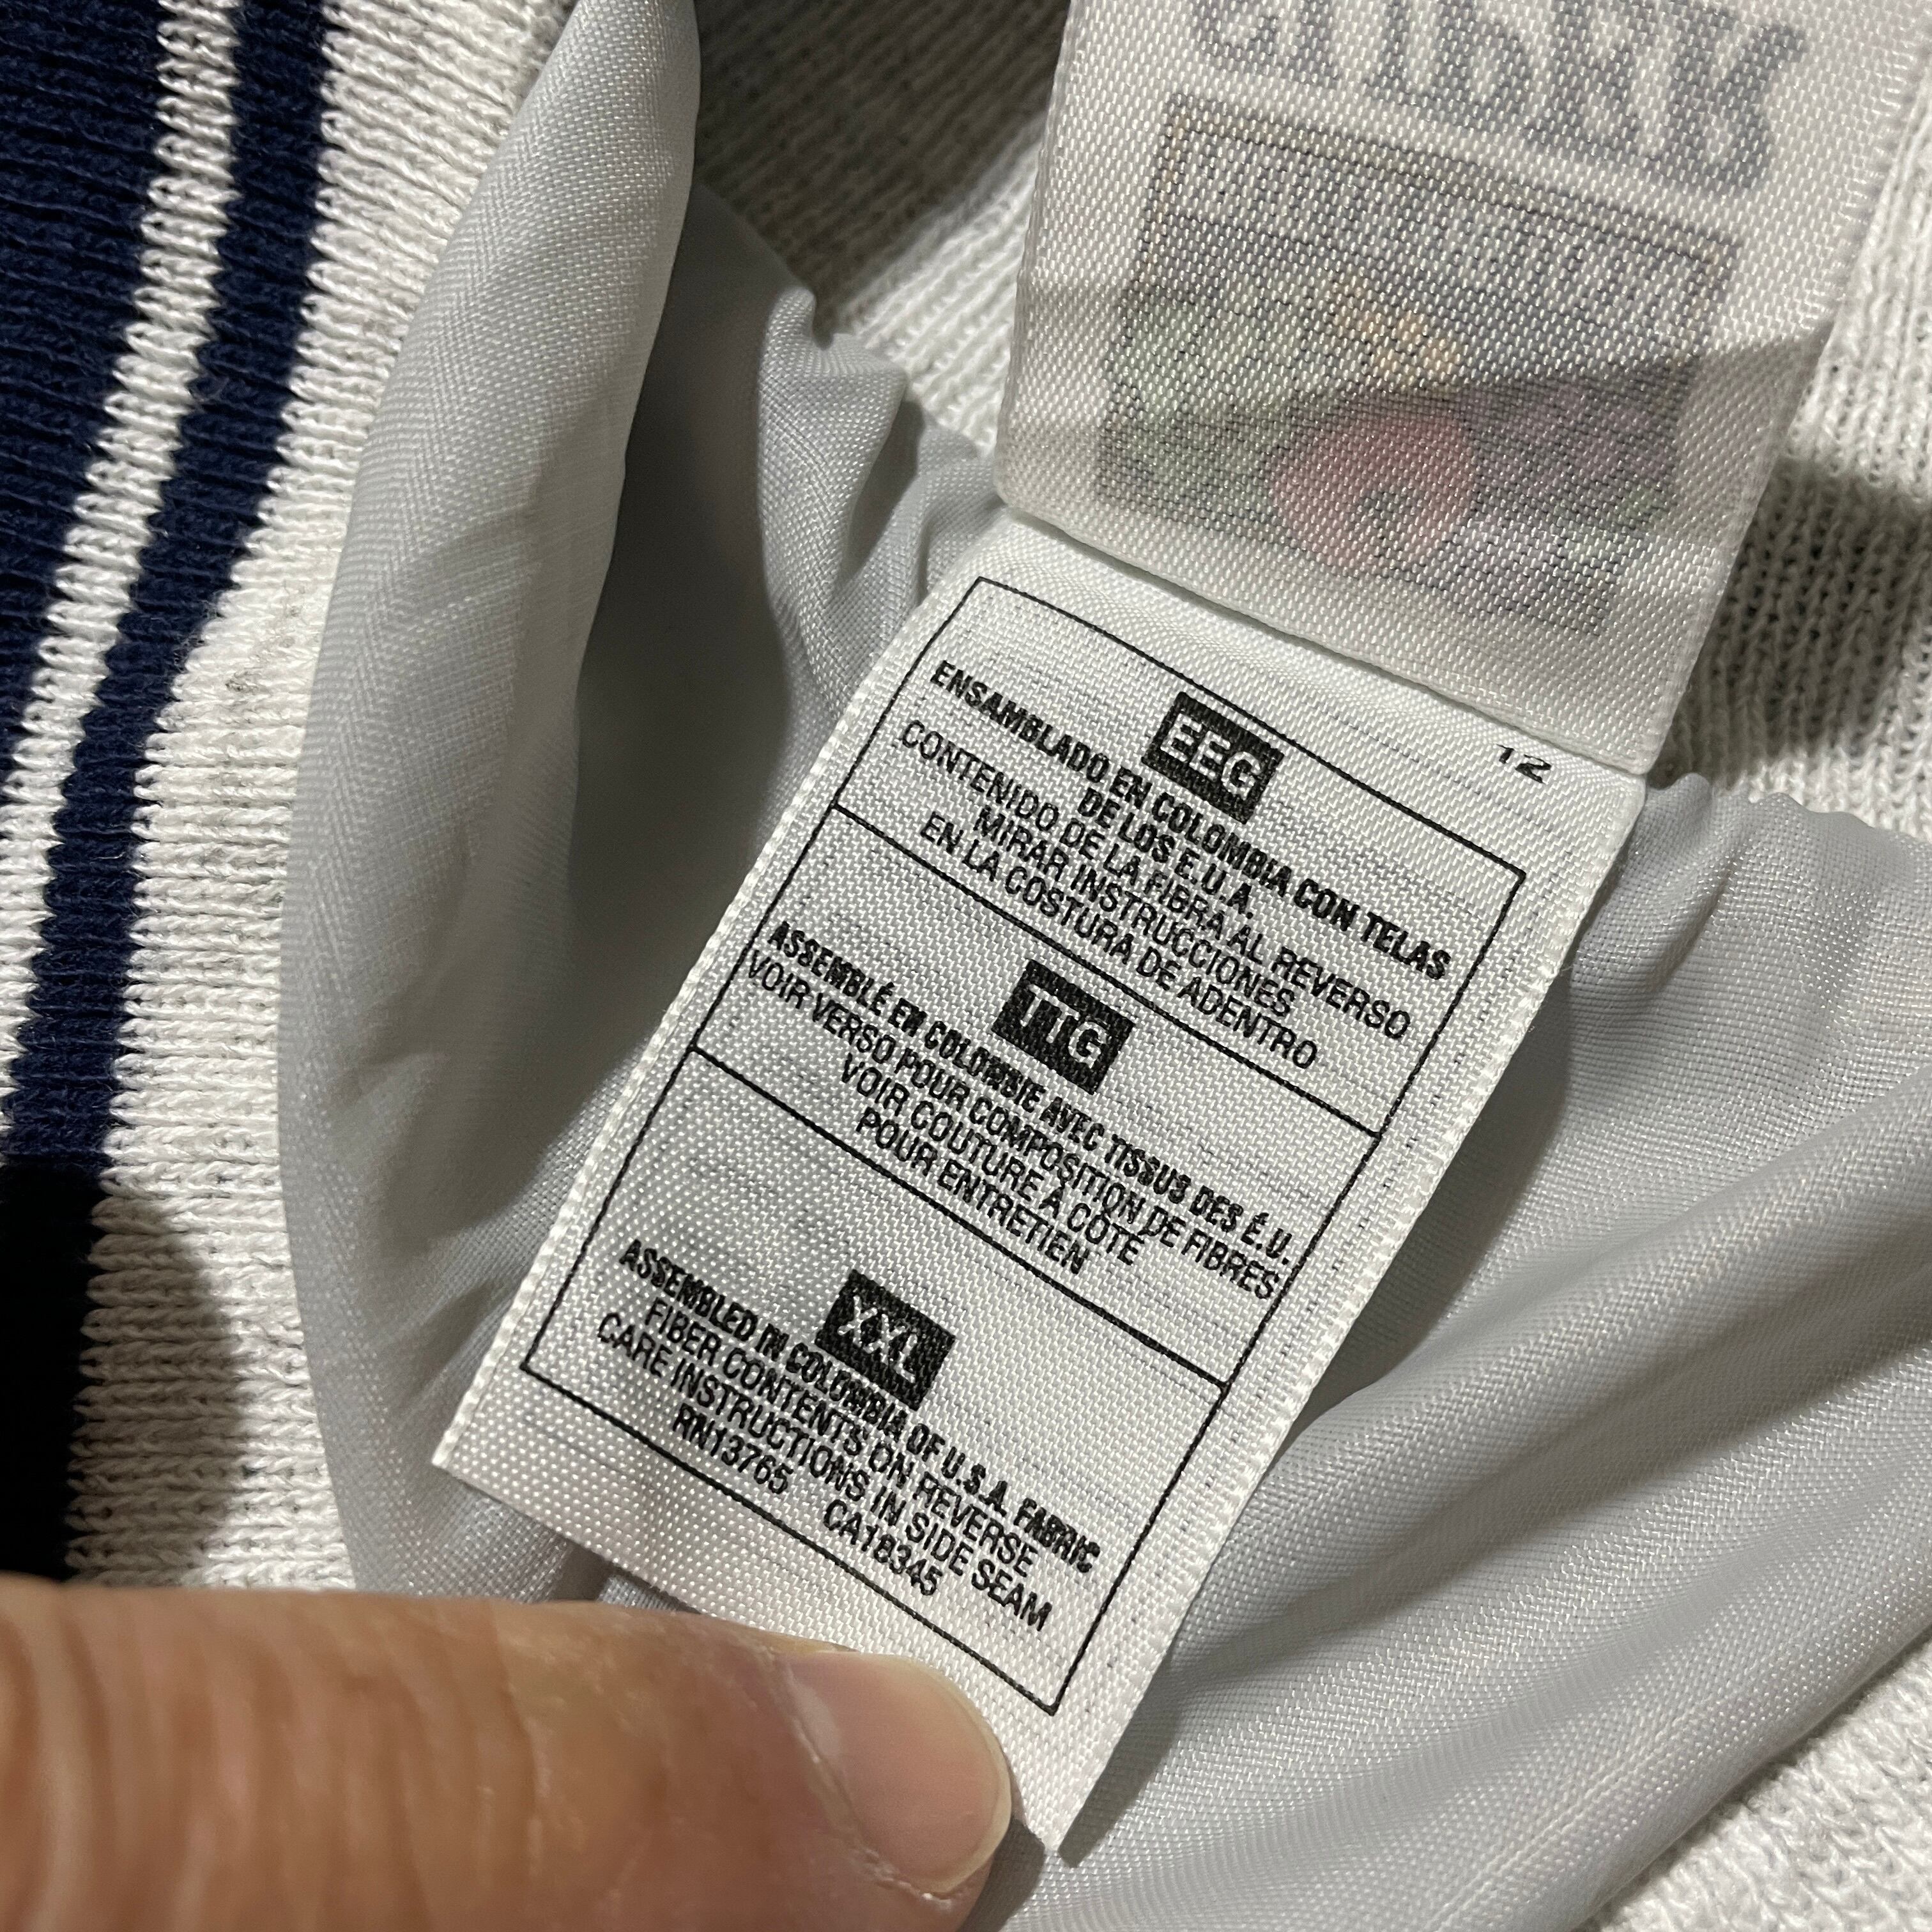 12
EEG
ENSAMBLADO EN COLOMBIA CON TELAS
DE LOS E.U.A.
CONTENIDO DE LA FIBRA AL REVERSO
MIRAR INSTRUCCIONES
EN LA COSTURA DE ADENTRO
TTG
ASSEMBLÉ EN COLOMBIE AVEC TISSUS DES É.U.
VOIR VERSO POUR COMPOSITION DE FIBRES
VOIR COUTURE À CÔTÉ
POUR ENTRETIEN
XXL
ASSEMBLED IN COLOMBIA OF U.S.A. FABRIC
FIBER CONTENTS ON REVERSE
CARE INSTRUCTIONS IN SIDE SEAM
RN13765 CA18345